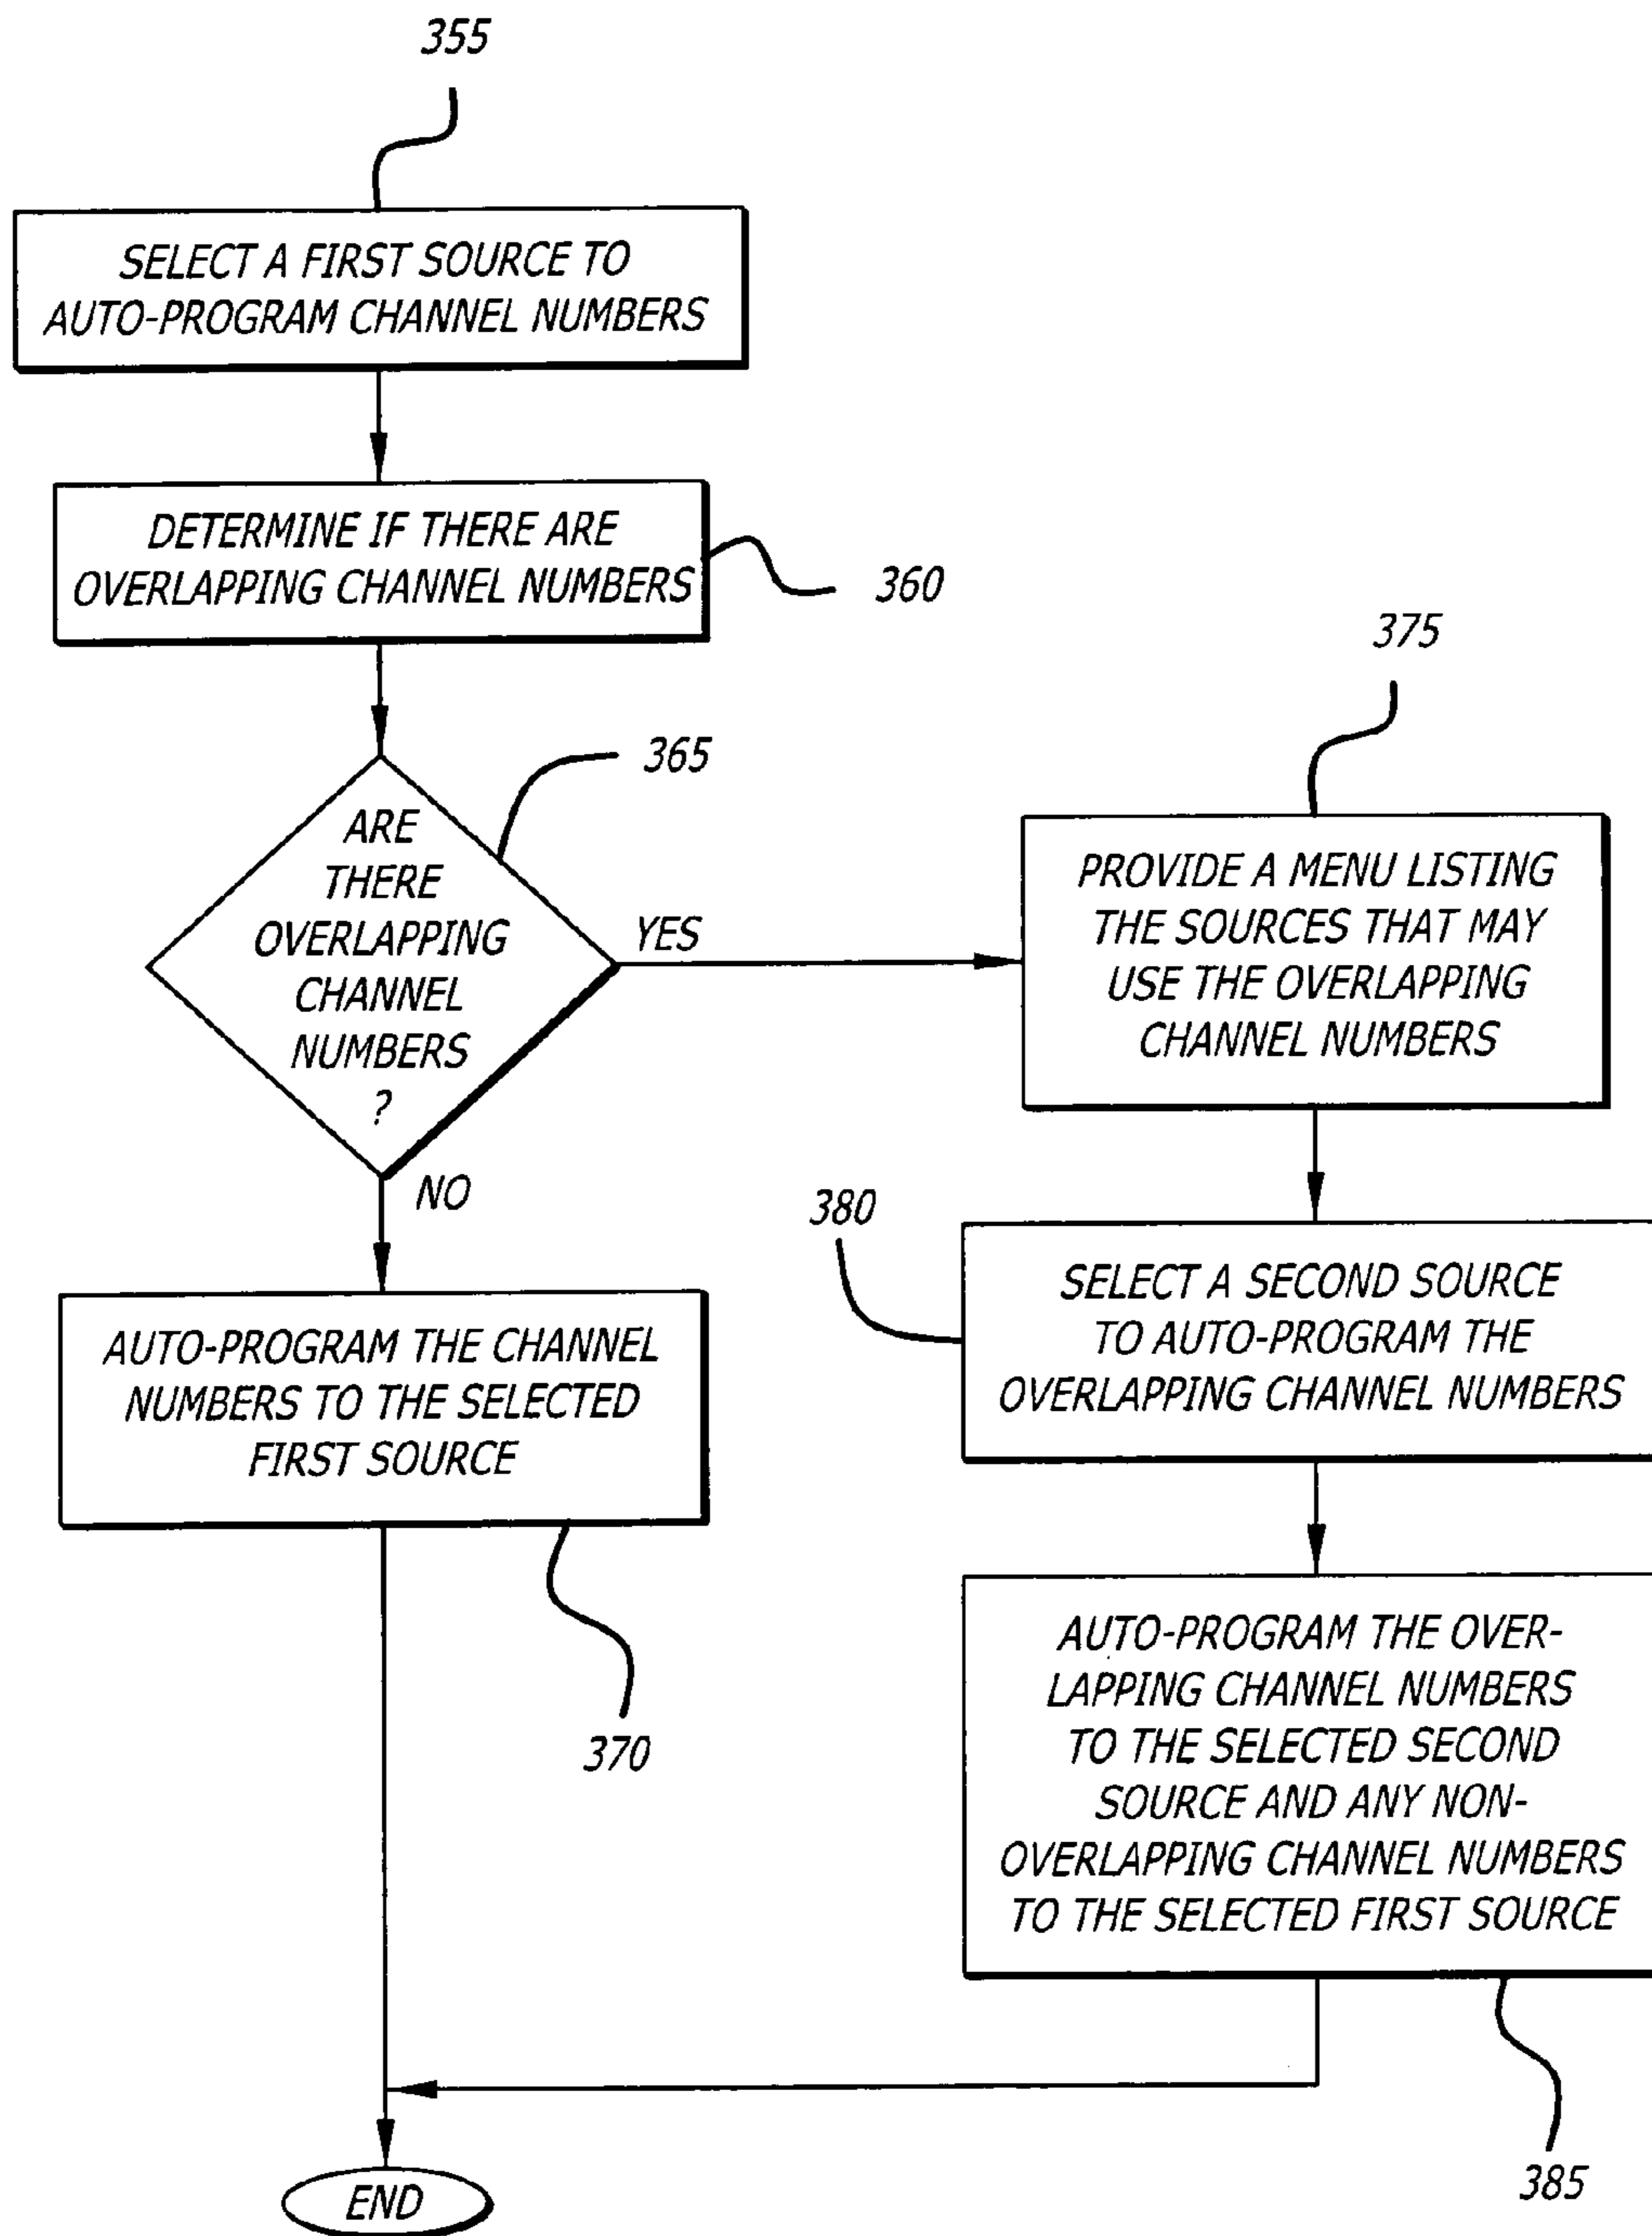 355
SELECT A FIRST SOURCE TO
AUTO-PROGRAM CHANNEL NUMBERS
DETERMINE IF THERE ARE
OVERLAPPING CHANNEL NUMBERS
360
365
ARE
THERE
OVERLAPPING
CHANNEL
NUMBERS
?
YES
NO
375
PROVIDE A MENU LISTING
THE SOURCES THAT MAY
USE THE OVERLAPPING
CHANNEL NUMBERS
380
SELECT A SECOND SOURCE
TO AUTO-PROGRAM THE
OVERLAPPING CHANNEL NUMBERS
AUTO-PROGRAM THE CHANNEL
NUMBERS TO THE SELECTED
FIRST SOURCE
370
AUTO-PROGRAM THE OVER-
LAPPING CHANNEL NUMBERS
TO THE SELECTED SECOND
SOURCE AND ANY NON-
OVERLAPPING CHANNEL NUMBERS
TO THE SELECTED FIRST SOURCE
385
END